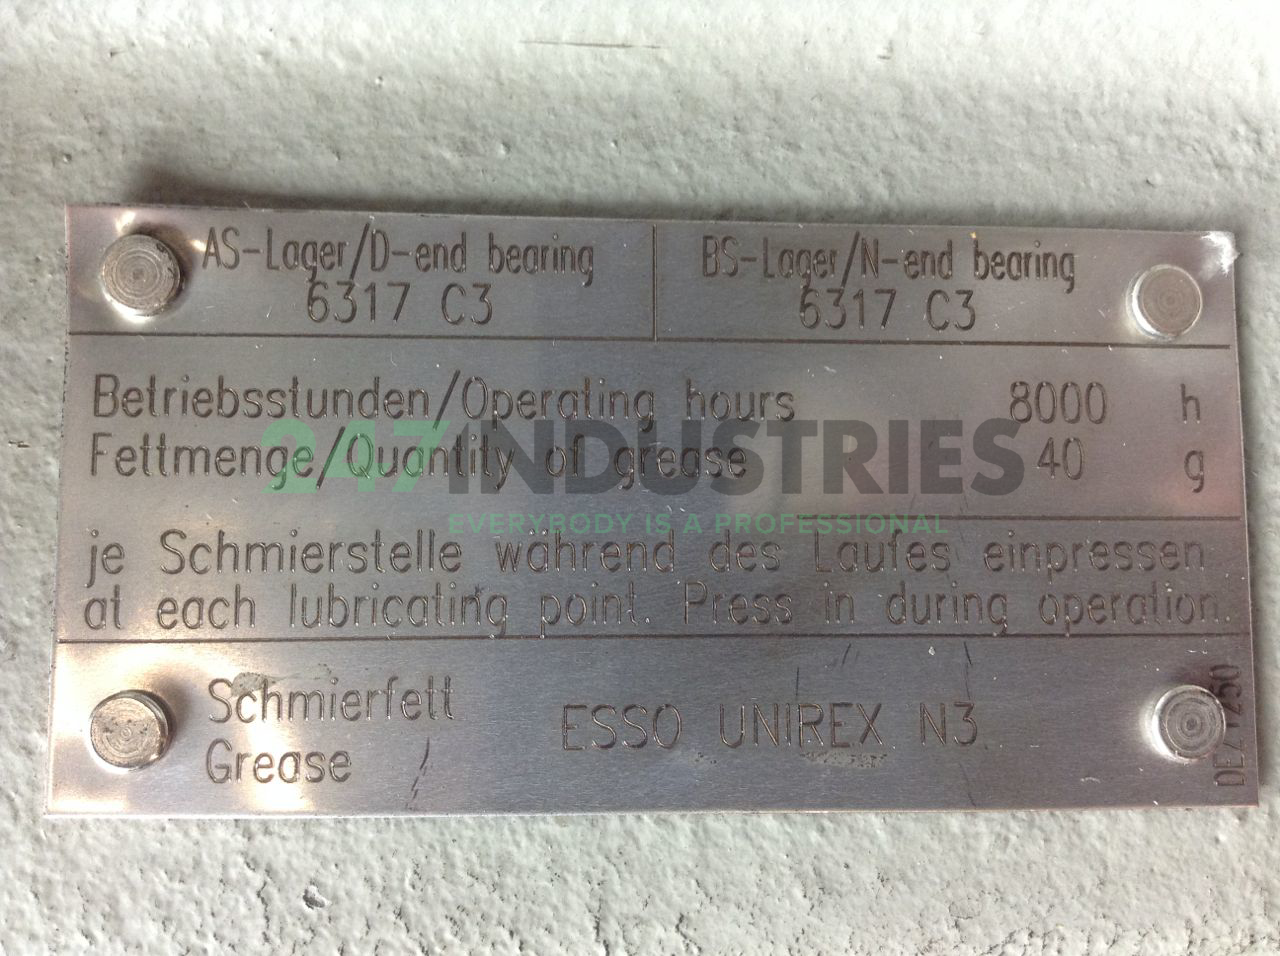 AS-Lager/D-end bearing
6317 C3
BS-Lager/N-end bearing
6317 C3
Betriebsstunden/Operating hours 8000 h
Fettmenge/Quantity of grease 40 g
247INDUSTRIES
EVERYBODY IS A PROFESSIONAL
je Schmierstelle während des Laufes einpressen
at each lubricating point. Press in during operation.
Schmierfett
Grease
ESSO UNIREX N3